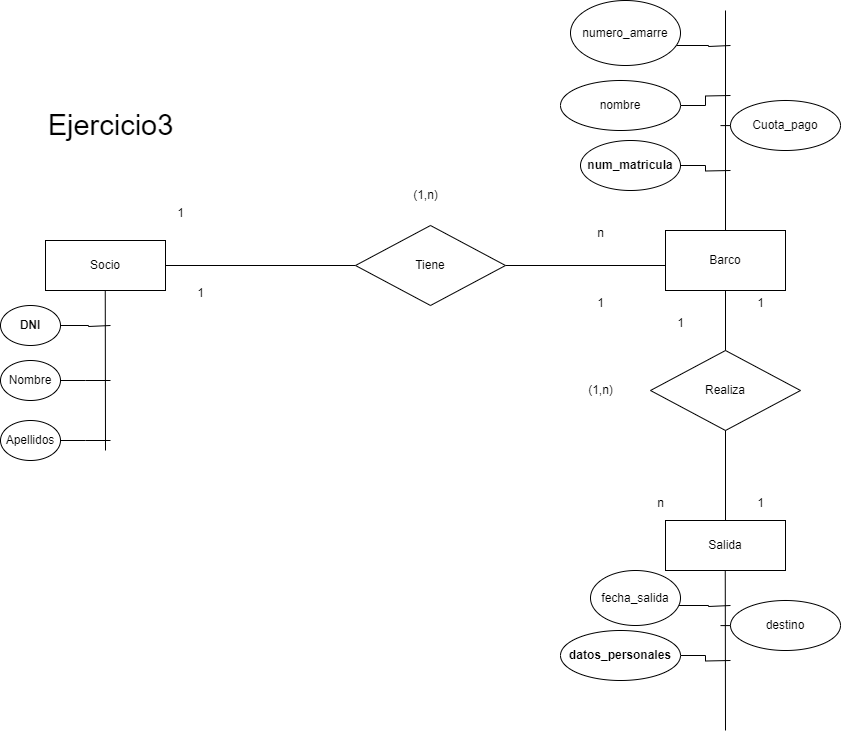 numero_amarre
nombre
Cuota_pago
Ejercicio3
num_matricula
(1,n)
1
n
Socio
Tiene
Barco
1
1
1
1
DNI
Nombre
(1,n)
Realiza
Apellidos
n
1
Salida
fecha_salida
destino
datos_personales